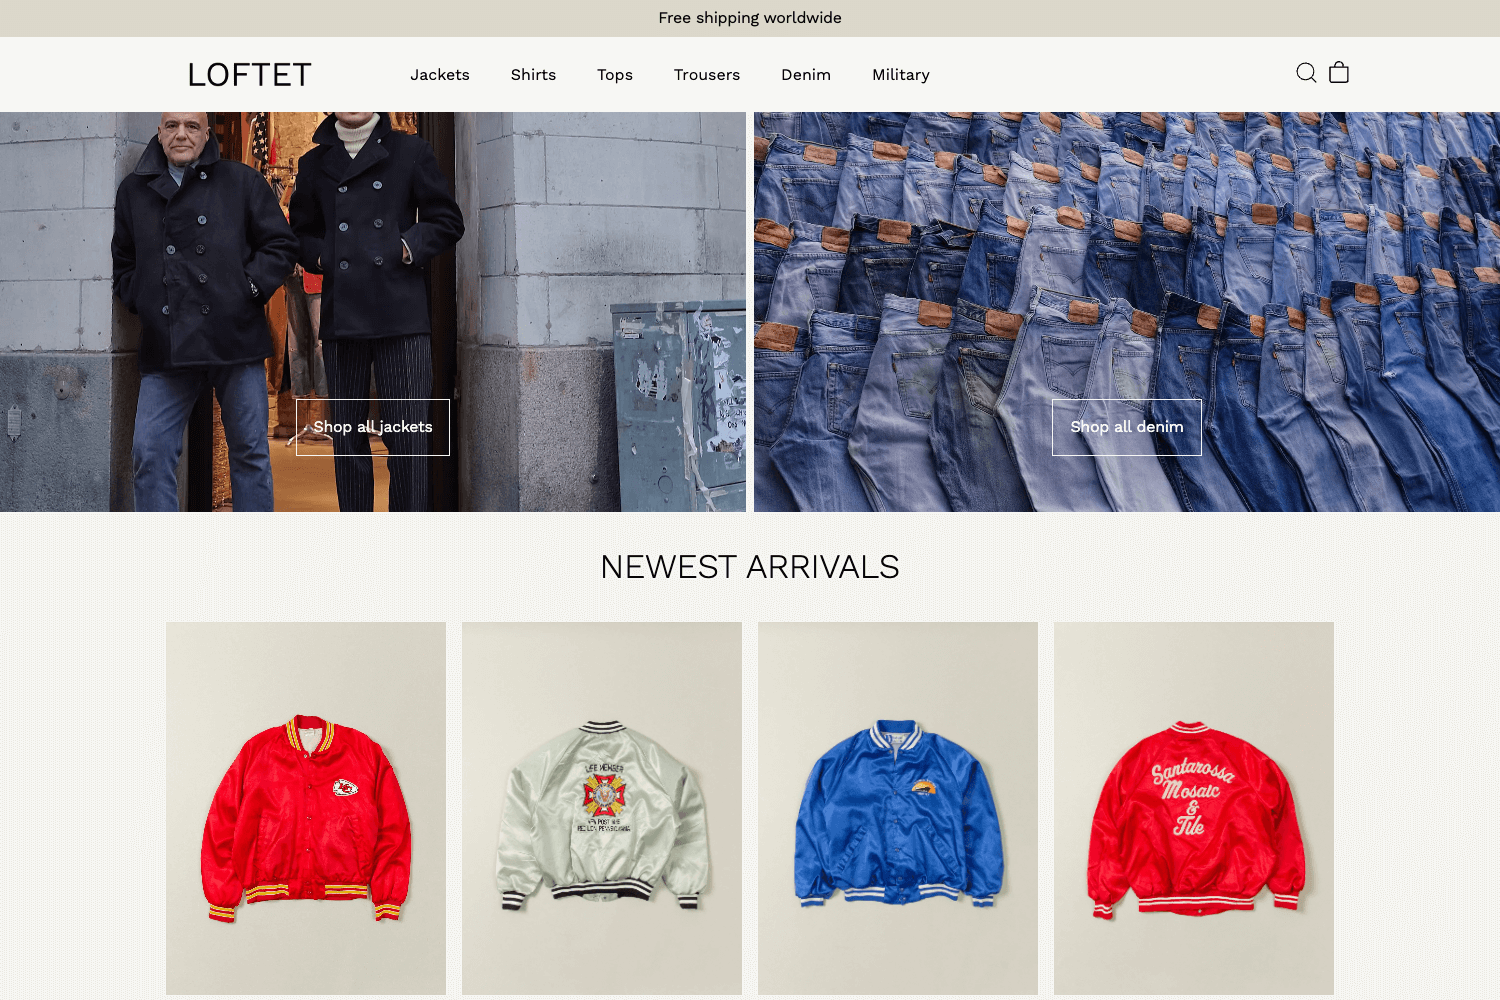 Free shipping worldwide
LOFTET
Jackets
Shirts
Tops
Trousers
Denim
Military
Shop all jackets
Shop all denim
NEWEST ARRIVALS
LEE MEMBER
Santarossa
Mosaic
&
Tile